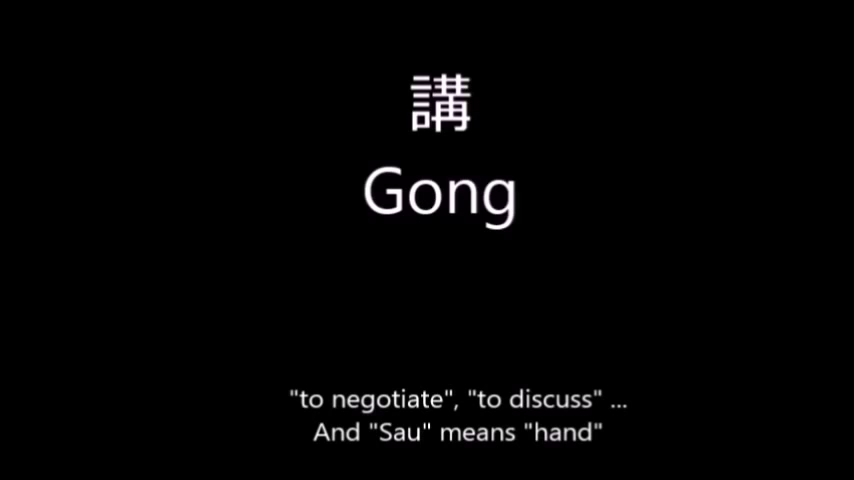 講
Gong
"to negotiate", "to discuss" ...
And "Sau" means "hand"